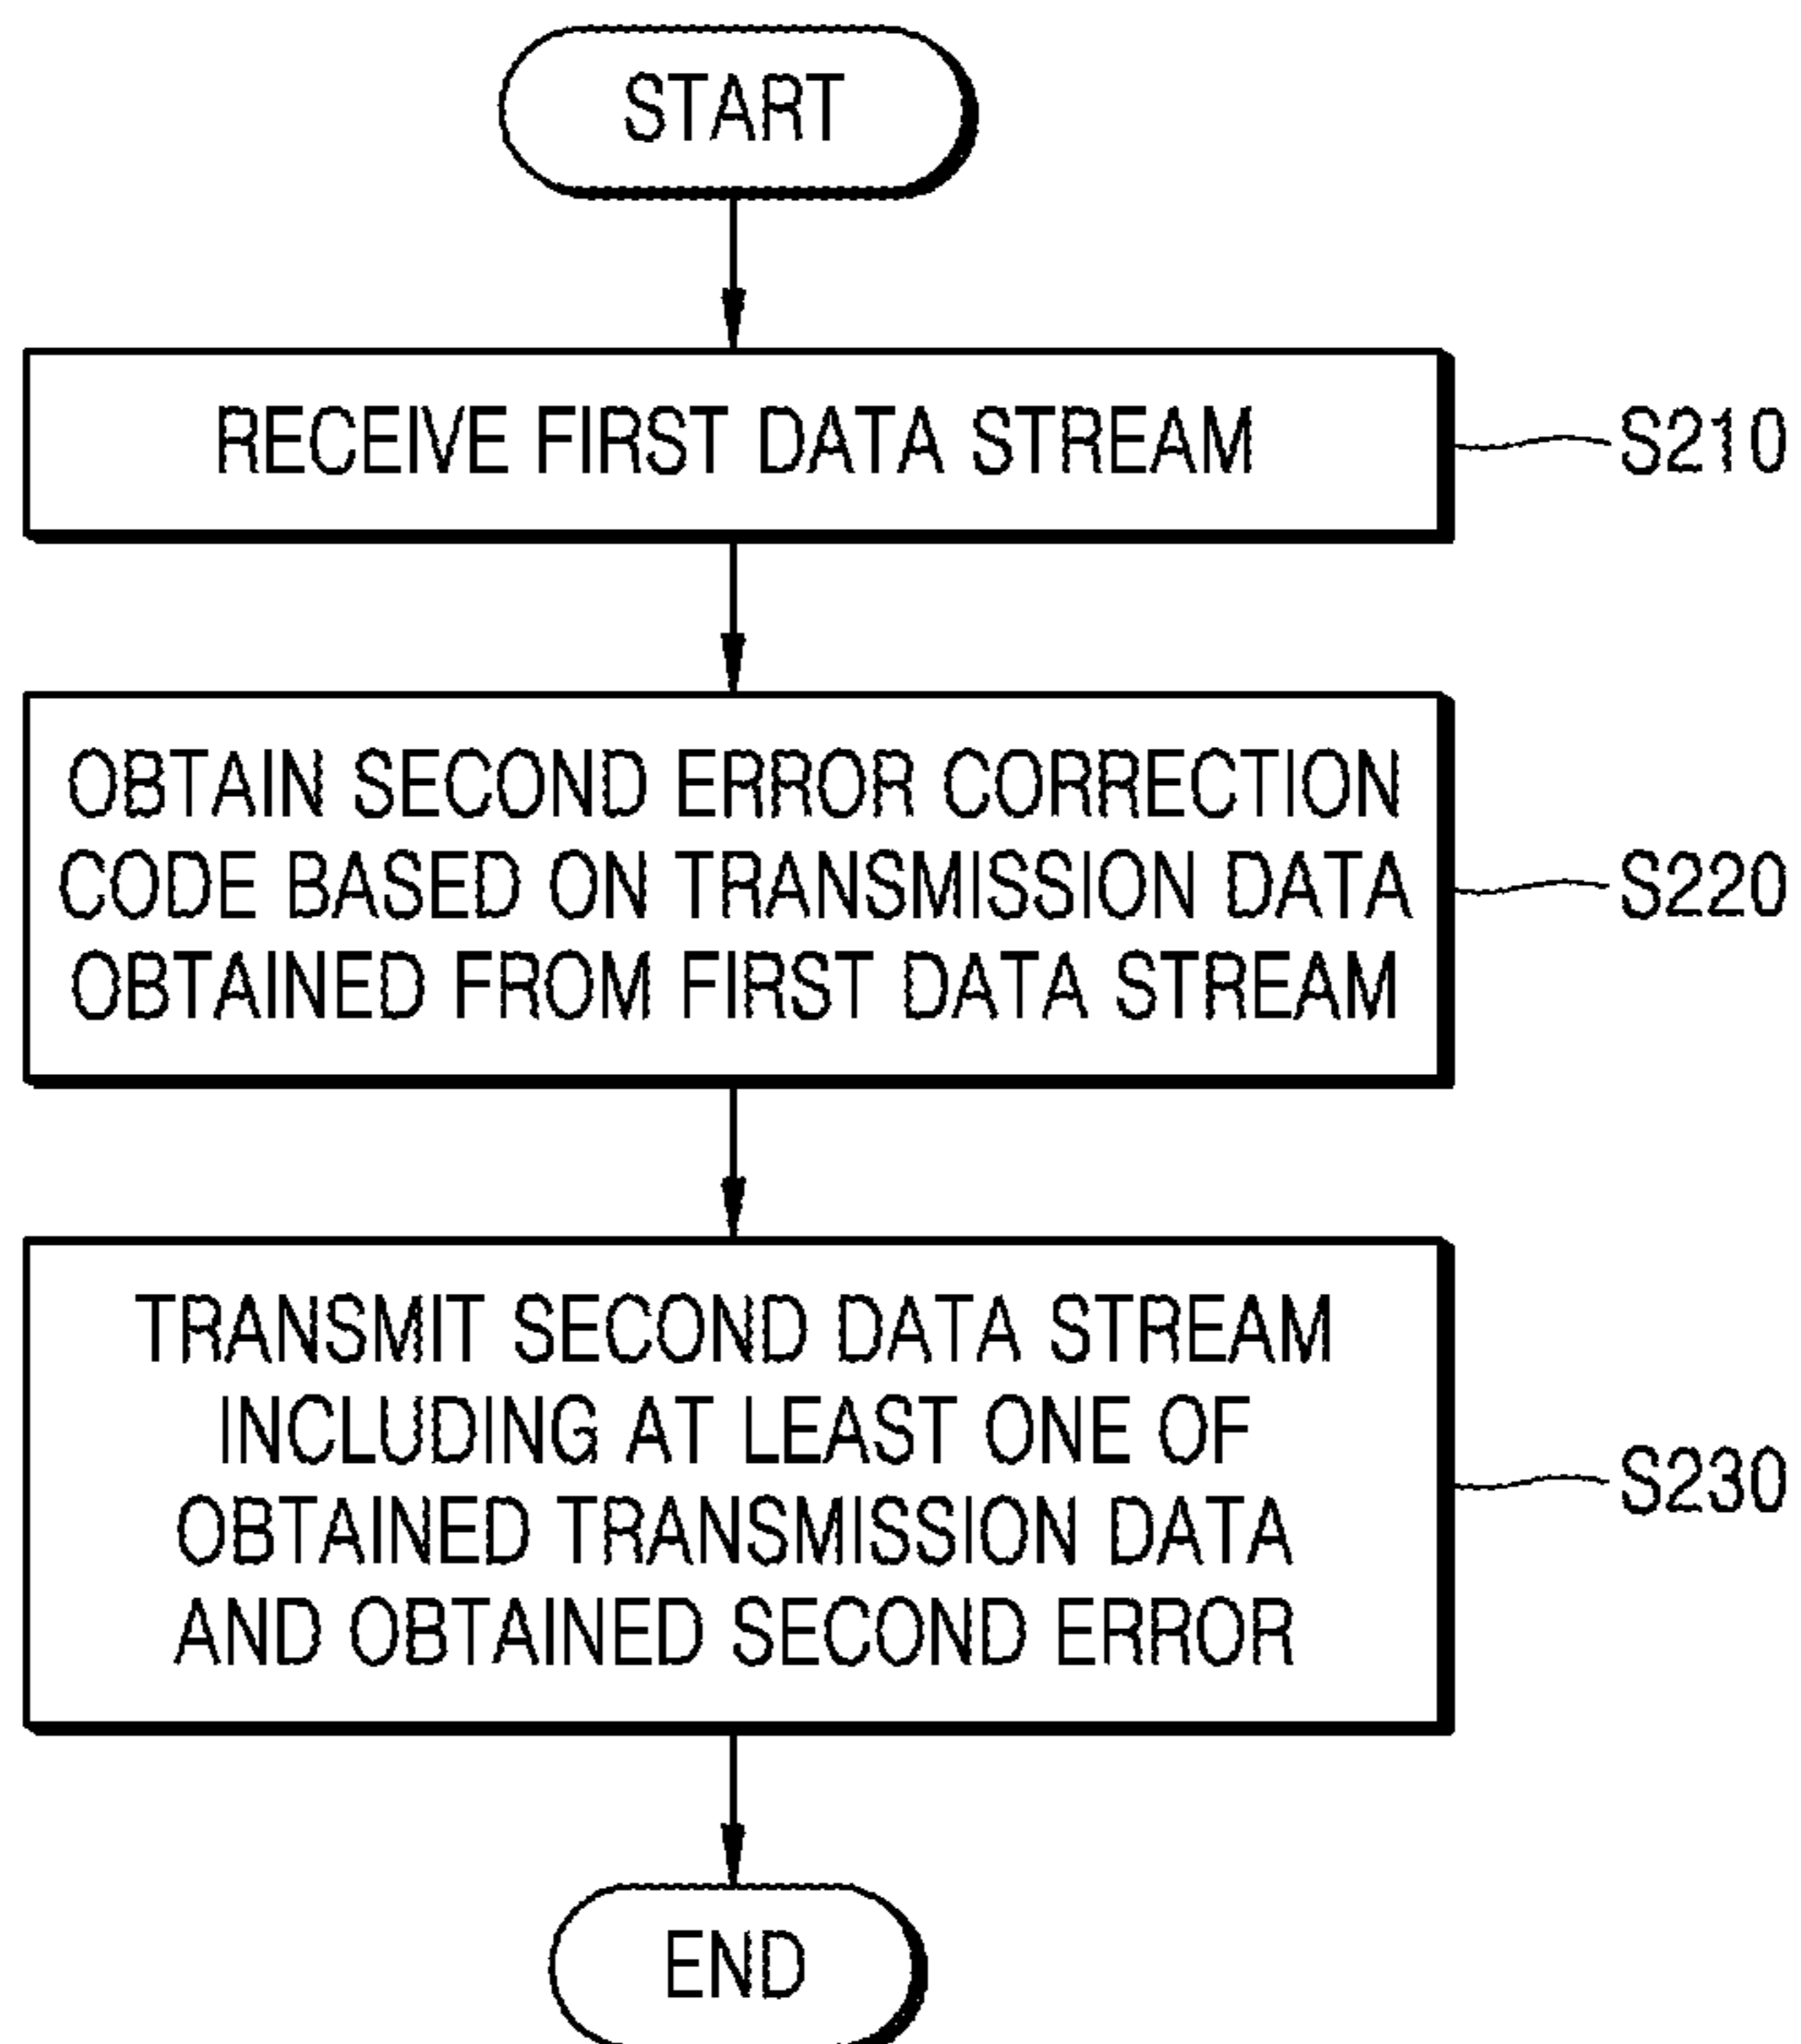 START
RECEIVE FIRST DATA STREAM
S210
OBTAIN SECOND ERROR CORRECTION
CODE BASED ON TRANSMISSION DATA
OBTAINED FROM FIRST DATA STREAM
S220
TRANSMIT SECOND DATA STREAM
INCLUDING AT LEAST ONE OF
OBTAINED TRANSMISSION DATA
AND OBTAINED SECOND ERROR
S230
END